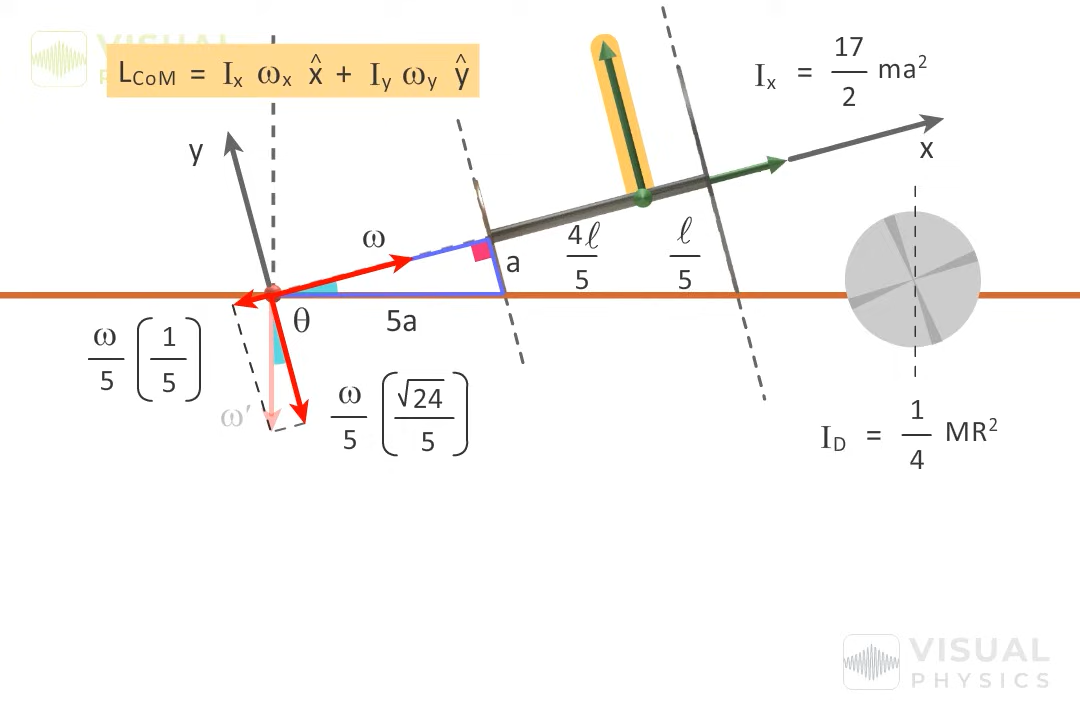 VISUAL
L_CoM = I_x ω_x x̂ + I_y ω_y ŷ
I_x = 17/2 ma²
y
x
ω
a
4ℓ/5
ℓ/5
θ
5a
ω/5 (1/5)
ω′
ω/5 (√24/5)
I_D = 1/4 MR²
VISUAL
PHYSICS